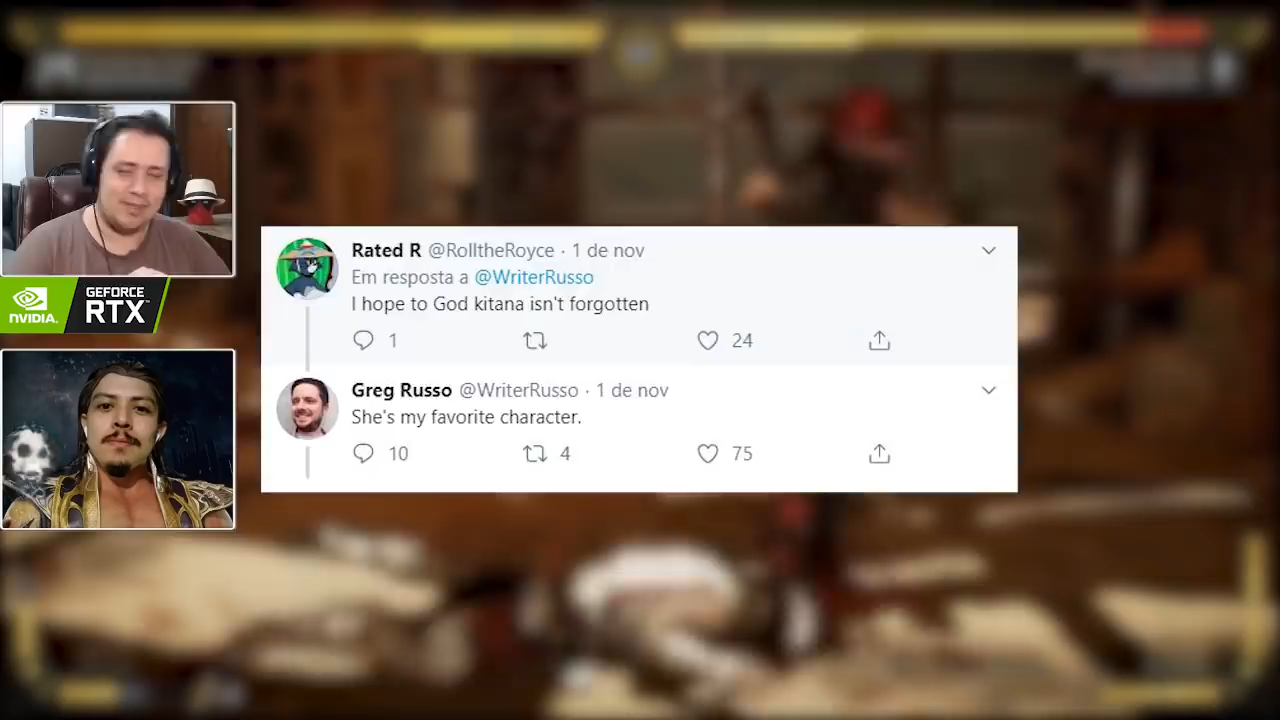 Rated R @RolltheRoyce · 1 de nov
Em resposta a @WriterRusso
I hope to God kitana isn't forgotten
1 24
Greg Russo @WriterRusso · 1 de nov
She's my favorite character.
10 4 75
NVIDIA.
GEFORCE
RTX™